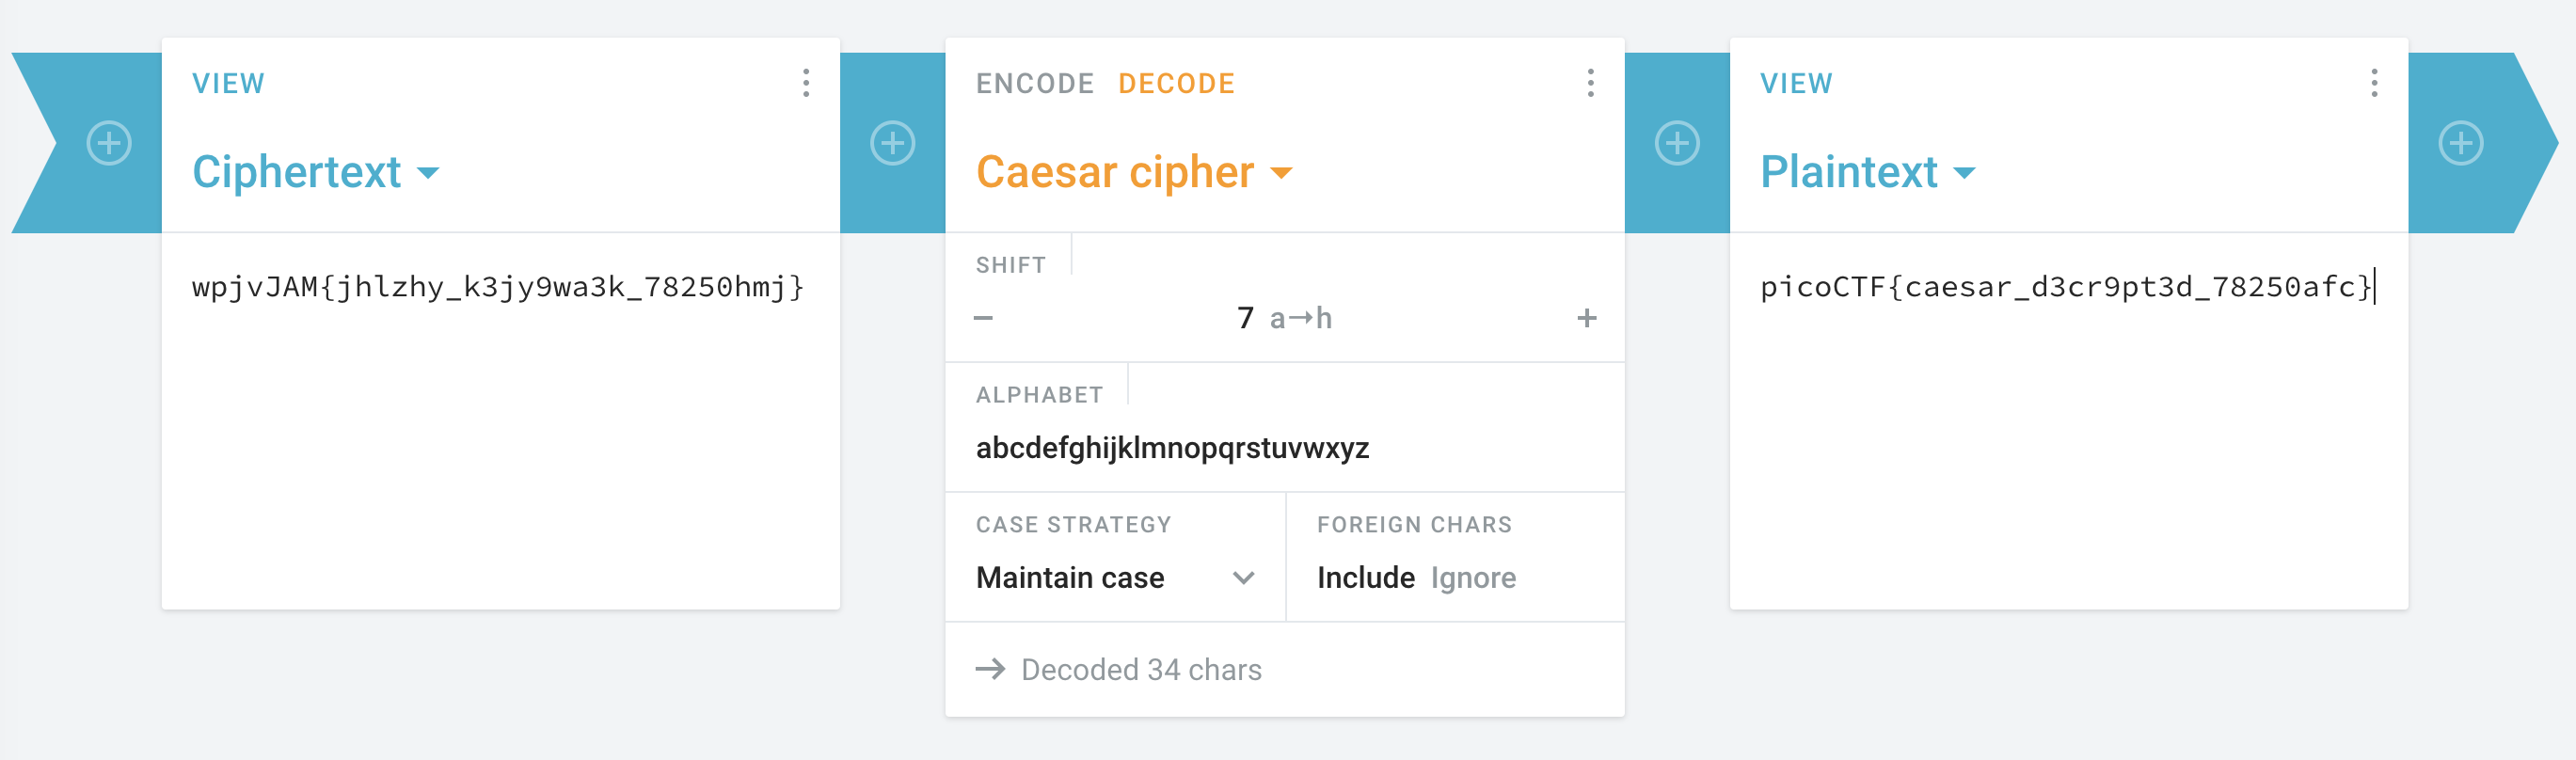 VIEW
Ciphertext
wpjvJAM{jhlzhy_k3jy9wa3k_78250hmj}
ENCODE DECODE
Caesar cipher
SHIFT
− 7 a→h +
ALPHABET
abcdefghijklmnopqrstuvwxyz
CASE STRATEGY
Maintain case
FOREIGN CHARS
Include Ignore
→ Decoded 34 chars
VIEW
Plaintext
picoCTF{caesar_d3cr9pt3d_78250afc}